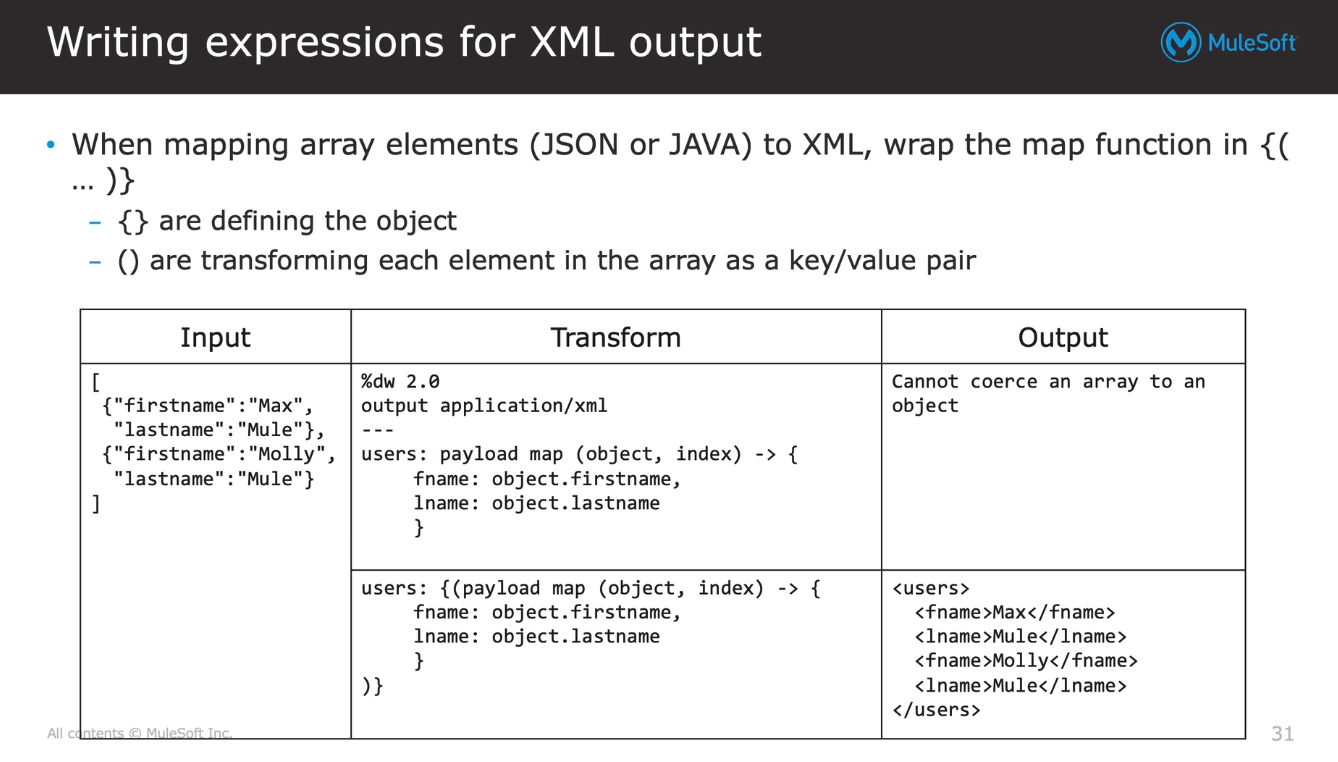 Writing expressions for XML output
MuleSoft
• When mapping array elements (JSON or JAVA) to XML, wrap the map function in {(
… )}
– {} are defining the object
– () are transforming each element in the array as a key/value pair
Input
Transform
Output
[
{"firstname":"Max",
"lastname":"Mule"},
{"firstname":"Molly",
"lastname":"Mule"}
]
%dw 2.0
output application/xml
---
users: payload map (object, index) -> {
fname: object.firstname,
lname: object.lastname
}
Cannot coerce an array to an
object
users: {(payload map (object, index) -> {
fname: object.firstname,
lname: object.lastname
}
)}
<users>
<fname>Max</fname>
<lname>Mule</lname>
<fname>Molly</fname>
<lname>Mule</lname>
</users>
All contents © MuleSoft Inc.
31